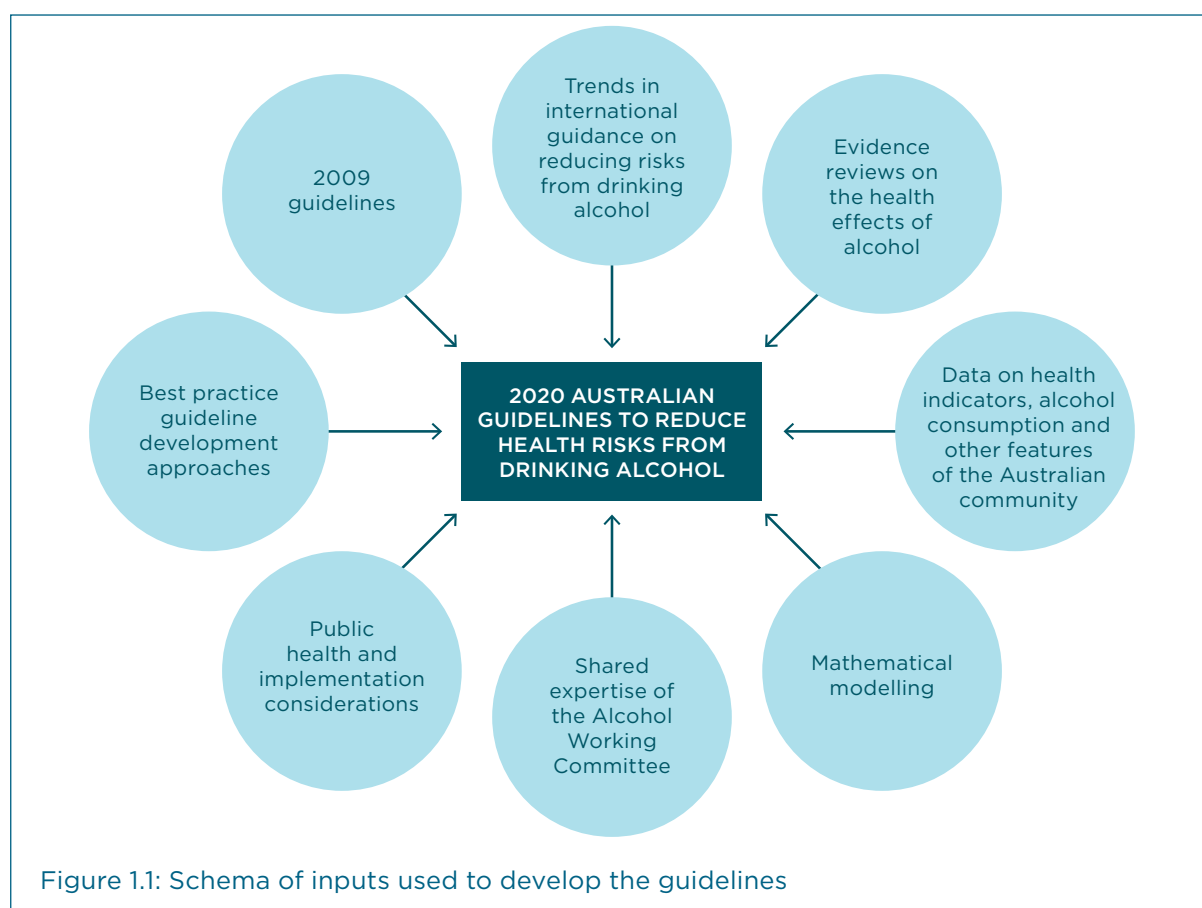 2009
guidelines
Trends in
international
guidance on
reducing risks
from drinking
alcohol
Evidence
reviews on
the health
effects of
alcohol
Best practice
guideline
development
approaches
2020 AUSTRALIAN
GUIDELINES TO REDUCE
HEALTH RISKS FROM
DRINKING ALCOHOL
Data on health
indicators, alcohol
consumption and
other features
of the Australian
community
Public
health and
implementation
considerations
Shared
expertise of
the Alcohol
Working
Committee
Mathematical
modelling
Figure 1.1: Schema of inputs used to develop the guidelines